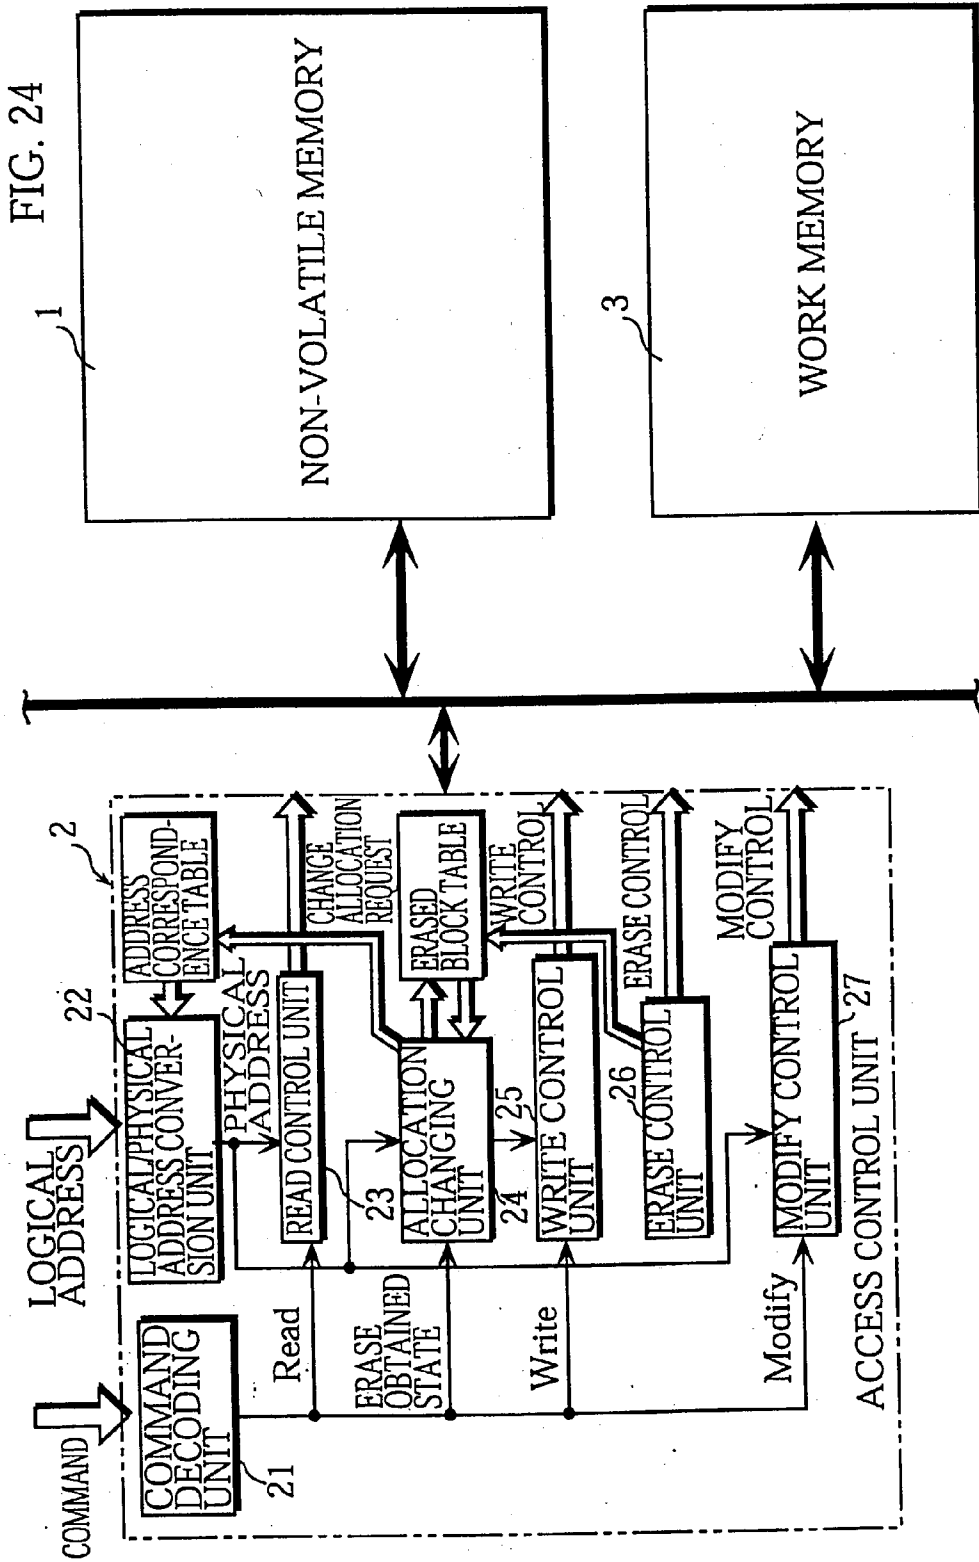 FIG. 24
COMMAND
LOGICAL
ADDRESS
2
COMMAND
DECODING
UNIT
21
LOGICAL/PHYSICAL
ADDRESS CONVER-
SION UNIT
22
ADDRESS
CORRESPOND-
ENCE TABLE
PHYSICAL
ADDRESS
Read
READ CONTROL UNIT
23
CHANGE
ALLOCATION
REQUEST
ERASE
OBTAINED
STATE
ALLOCATION
CHANGING
UNIT
24
ERASED
BLOCK TABLE
Write
WRITE CONTROL
UNIT
25
WRITE
CONTROL
ERASE CONTROL
UNIT
26
ERASE CONTROL
Modify
MODIFY CONTROL
UNIT
27
MODIFY
CONTROL
ACCESS CONTROL UNIT
1
NON-VOLATILE MEMORY
3
WORK MEMORY